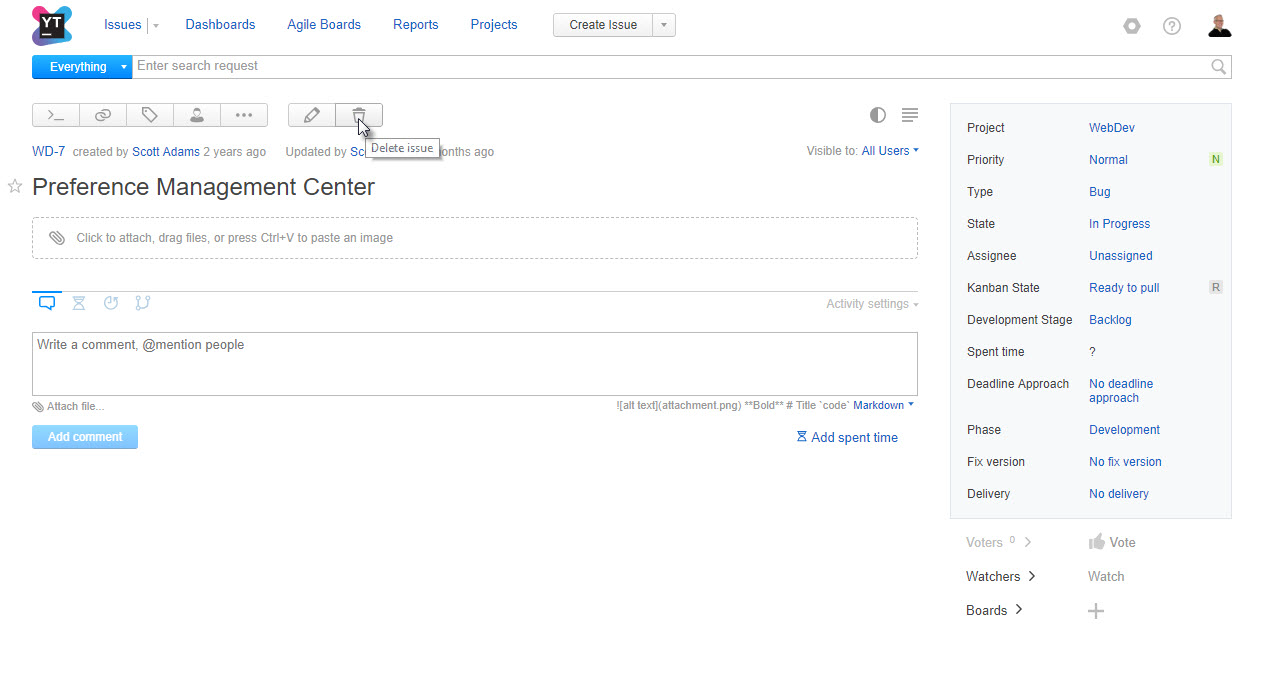 YT
Issues Dashboards Agile Boards Reports Projects Create Issue
Everything Enter search request
WD-7 created by Scott Adams 2 years ago Updated by
Delete issue
ago
Visible to: All Users
Preference Management Center
Click to attach, drag files, or press Ctrl+V to paste an image
Activity settings
Write a comment, @mention people
Attach file...
![alt text](attachment.png) **Bold** # Title `code` Markdown
Add comment
Add spent time
Project WebDev
Priority Normal N
Type Bug
State In Progress
Assignee Unassigned
Kanban State Ready to pull R
Development Stage Backlog
Spent time ?
Deadline Approach No deadline
approach
Phase Development
Fix version No fix version
Delivery No delivery
Voters 0 Vote
Watchers Watch
Boards